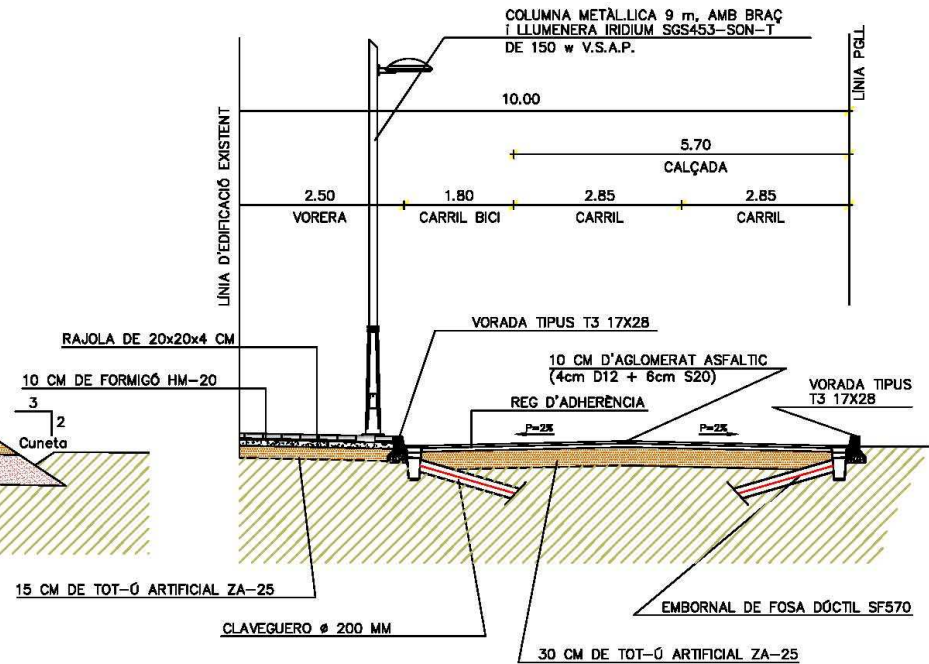 COLUMNA METÀL.LICA 9 m, AMB BRAÇ
I LLUMENERA IRIDIUM SGS453-SON-T
DE 150 w V.S.A.P.
LÍNIA PGLL
10.00
LÍNIA D'EDIFICACIÓ EXISTENT
5.70
CALÇADA
2.50
1.80
2.85
2.85
VORERA
CARRIL BICI
CARRIL
CARRIL
VORADA TIPUS T3 17X28
RAJOLA DE 20x20x4 CM
10 CM D'AGLOMERAT ASFALTIC
(4cm D12 + 6cm S20)
10 CM DE FORMIGÓ HM-20
VORADA TIPUS
T3 17X28
REG D'ADHERÈNCIA
3
2
Cuneta
P=2%
P=2%
15 CM DE TOT-Ú ARTIFICIAL ZA-25
EMBORNAL DE FOSA DÚCTIL SF570
CLAVEGUERO ø 200 MM
30 CM DE TOT-Ú ARTIFICIAL ZA-25